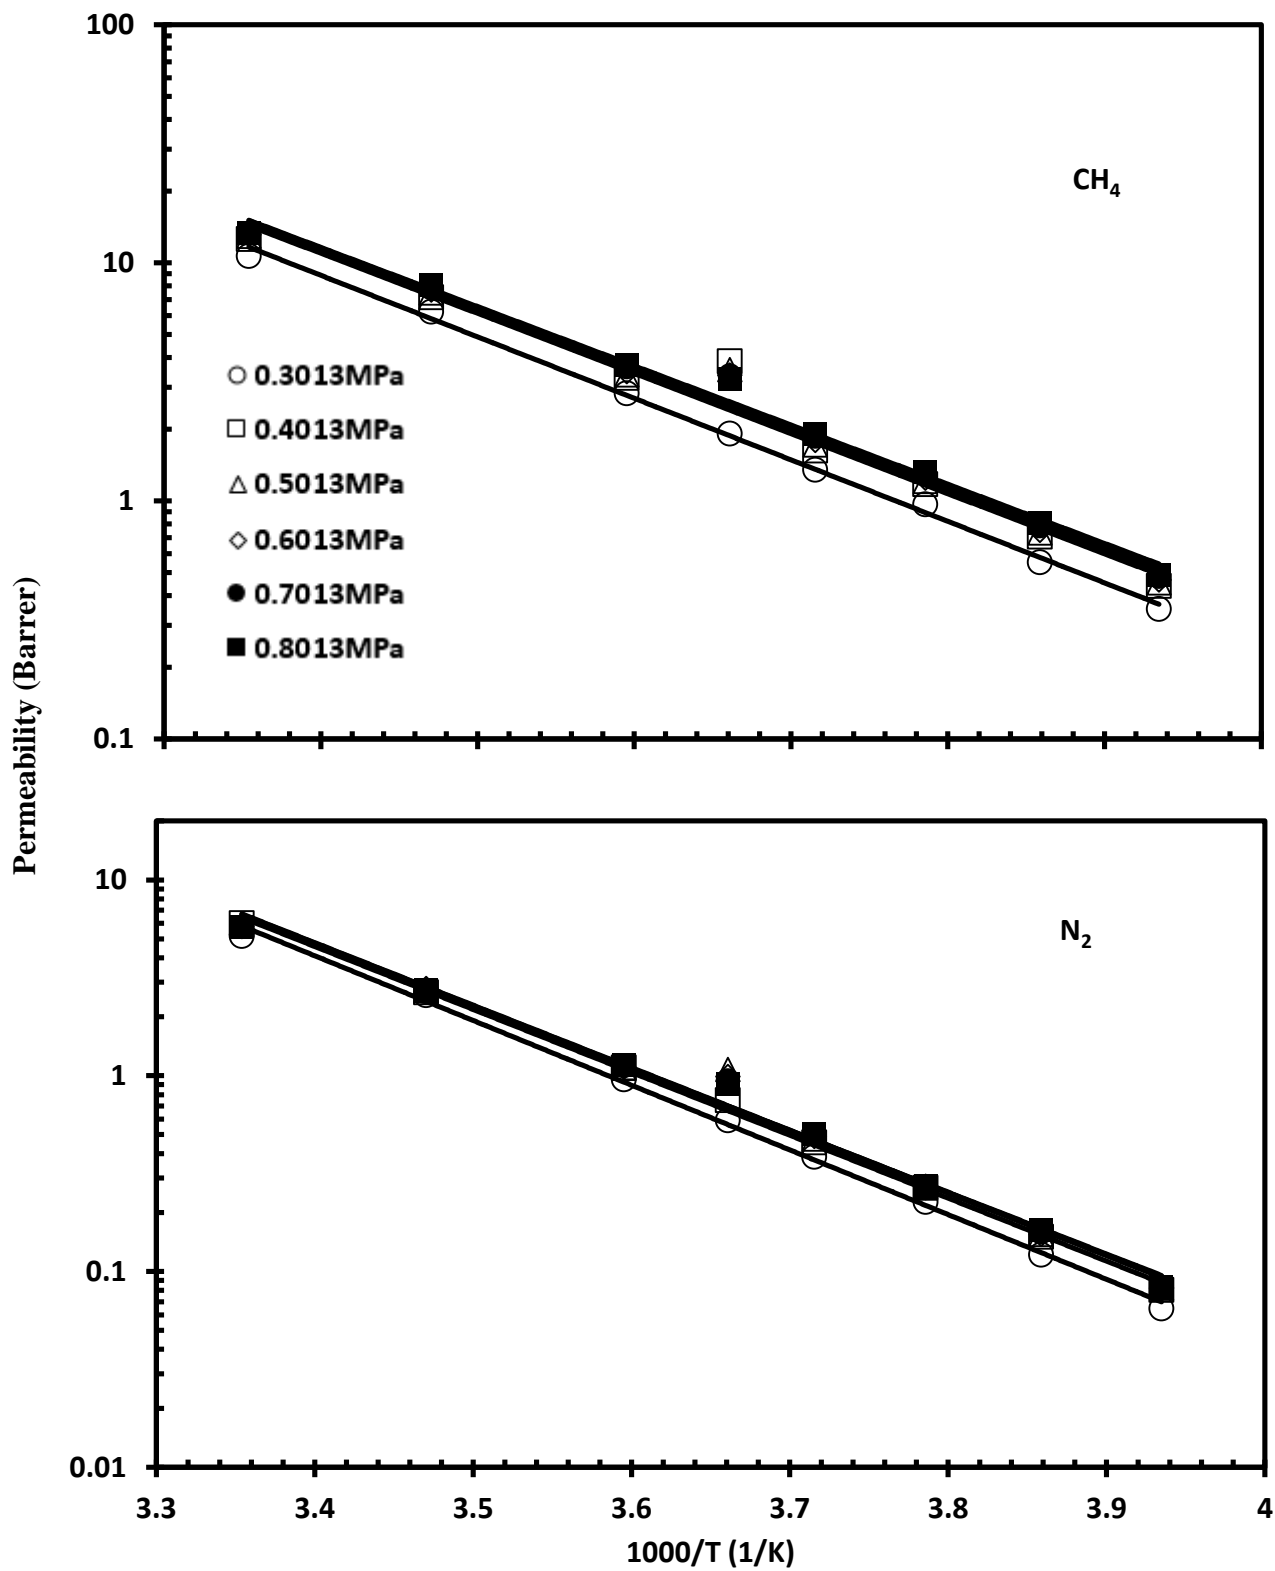 100
10
1
0.1
CH4
0.3013MPa
0.4013MPa
0.5013MPa
0.6013MPa
0.7013MPa
0.8013MPa
Permeability (Barrer)
10
1
0.1
0.01
N2
3.3 3.4 3.5 3.6 3.7 3.8 3.9 4
1000/T (1/K)